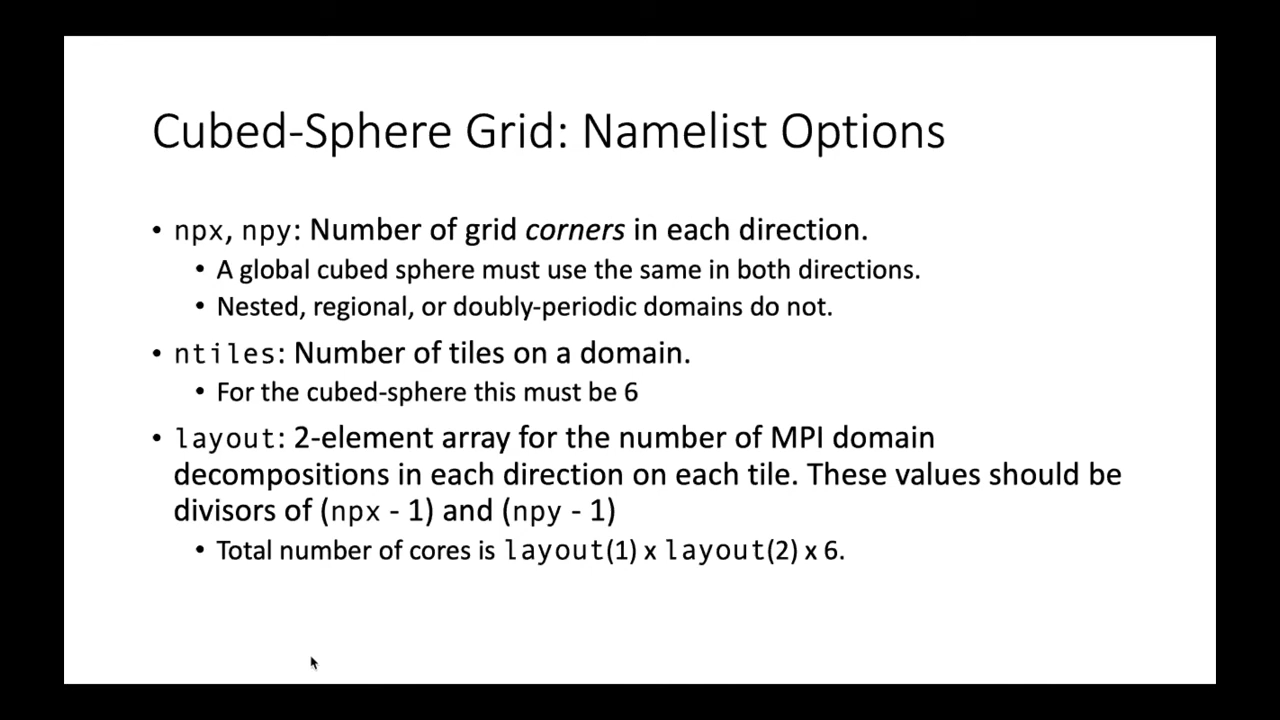 Cubed-Sphere Grid: Namelist Options
• npx, npy: Number of grid corners in each direction.
• A global cubed sphere must use the same in both directions.
• Nested, regional, or doubly-periodic domains do not.
• ntiles: Number of tiles on a domain.
• For the cubed-sphere this must be 6
• layout: 2-element array for the number of MPI domain
decompositions in each direction on each tile. These values should be
divisors of (npx - 1) and (npy - 1)
• Total number of cores is layout(1) x layout(2) x 6.